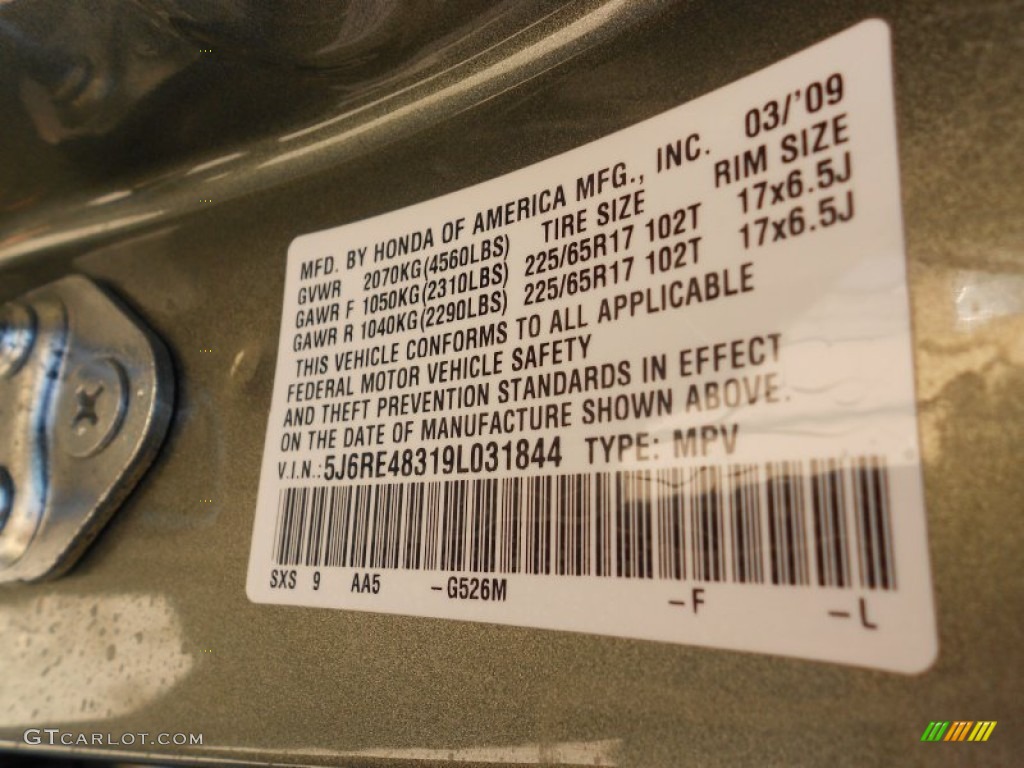 MFD. BY HONDA OF AMERICA MFG., INC. 03/'09
GVWR 2070KG(4560LBS) TIRE SIZE RIM SIZE
GAWR F 1050KG(2310LBS) 225/65R17 102T 17x6.5J
GAWR R 1040KG(2290LBS) 225/65R17 102T 17x6.5J
THIS VEHICLE CONFORMS TO ALL APPLICABLE
FEDERAL MOTOR VEHICLE SAFETY
AND THEFT PREVENTION STANDARDS IN EFFECT
ON THE DATE OF MANUFACTURE SHOWN ABOVE.
V.I.N.:5J6RE48319L031844 TYPE: MPV
SXS 9 AA5 -G526M -F -L
GTCARLOT.COM